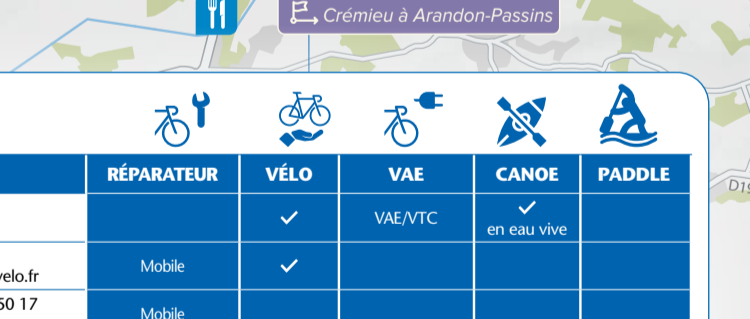 Crémieu à Arandon-Passins
RÉPARATEUR VÉLO VAE CANOE PADDLE
✓ VAE/VTC ✓
en eau vive
velo.fr Mobile ✓
50 17
Mobile